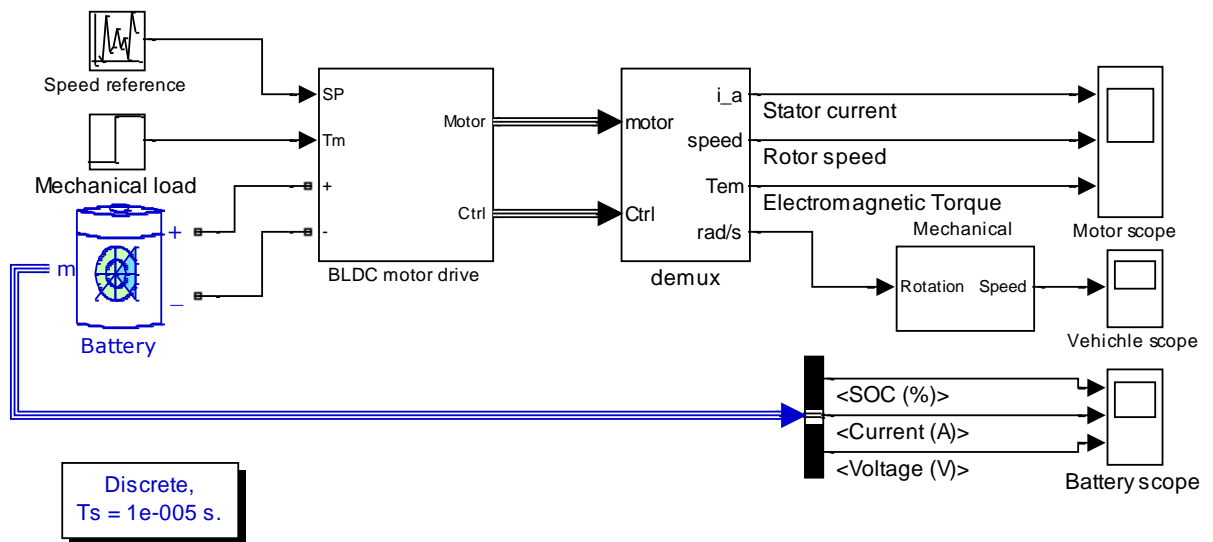 Speed reference
SP
Motor
Tm
Mechanical load
+
Ctrl
-
BLDC motor drive
motor
i_a
speed
Tem
Ctrl
rad/s
demux
Stator current
Rotor speed
Electromagnetic Torque
Motor scope
Mechanical
Rotation Speed
Vehichle scope
+
m
_
Battery
<SOC (%)>
<Current (A)>
<Voltage (V)>
Battery scope
Discrete,
Ts = 1e-005 s.